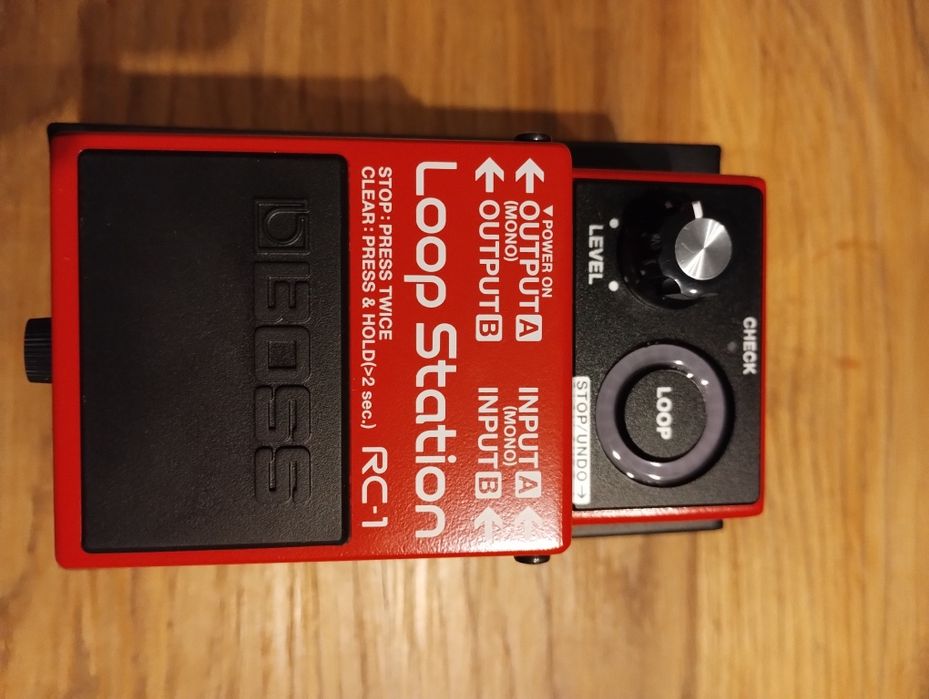 CHECK
LEVEL
LOOP
STOP/UNDO→
▼POWER ON
←OUTPUT A
(MONO)
←OUTPUT B
INPUT A←
(MONO)
INPUT B←
Loop Station
STOP : PRESS TWICE
CLEAR : PRESS & HOLD(>2 sec.)
RC-1
BOSS